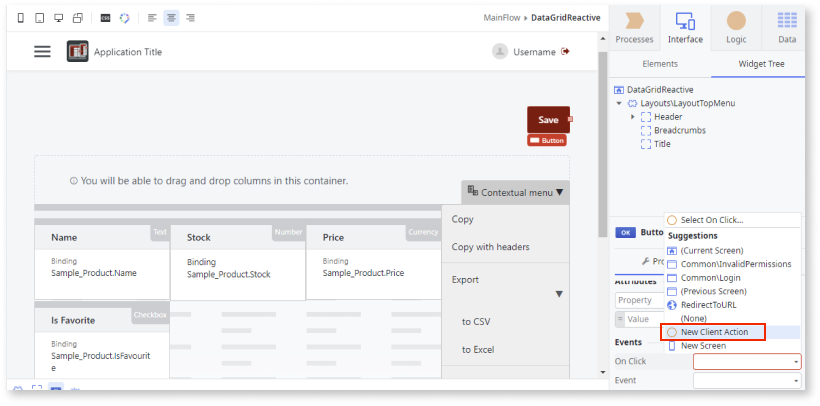 MainFlow ▸ DataGridReactive
CSS
Application Title
Username
Save
Button
You will be able to drag and drop columns in this container.
Contextual menu ▼
Copy
Copy with headers
Export
to CSV
to Excel
Name
Text
Binding
Sample_Product.Name
Stock
Number
Binding
Sample_Product.Stock
Price
Currency
Binding
Sample_Product.Price
Is Favorite
Checkbox
Binding
Sample_Product.IsFavourit
e
Processes
Interface
Logic
Data
Elements
Widget Tree
DataGridReactive
Layouts\LayoutTopMenu
Header
Breadcrumbs
Title
Select On Click...
Suggestions
(Current Screen)
Common\InvalidPermissions
Common\Login
(Previous Screen)
RedirectToURL
(None)
New Client Action
New Screen
OK
Butto
Pro
Attributes
Property
= Value
Events
On Click
Event